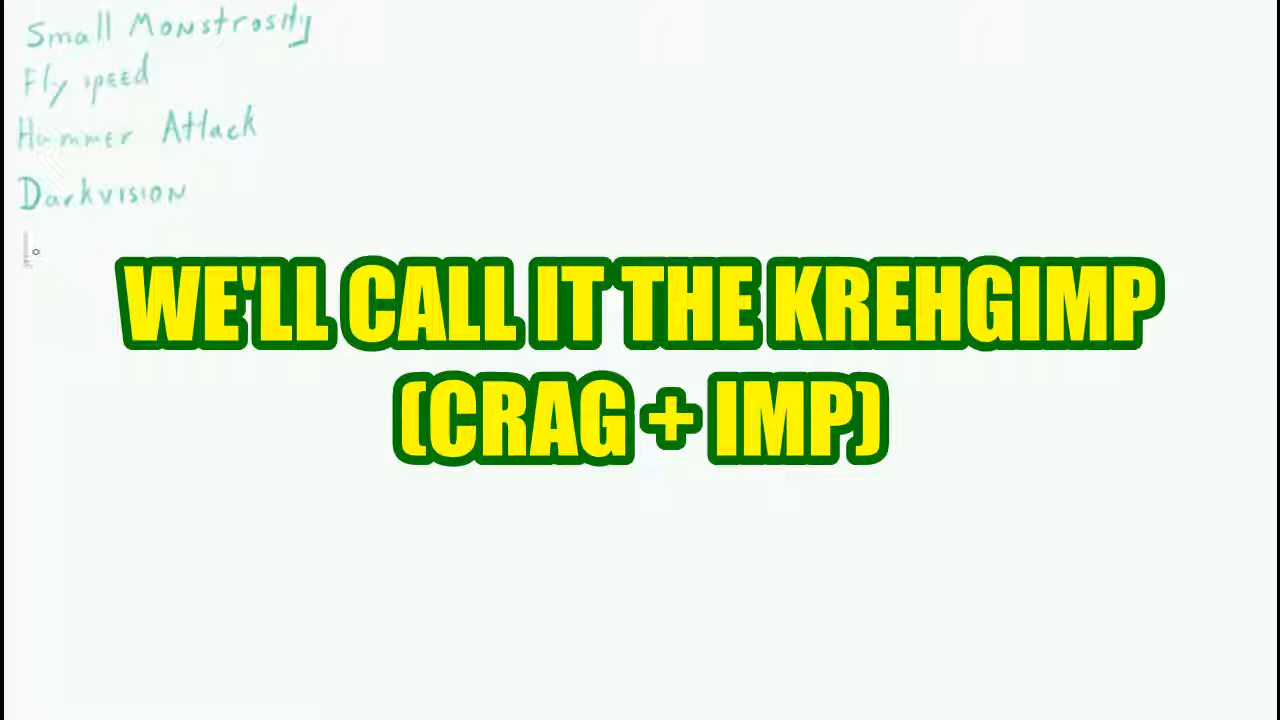 Small Monstrosity
Fly speed
Hammer Attack
Darkvision
WE'LL CALL IT THE KREHGIMP
(CRAG + IMP)